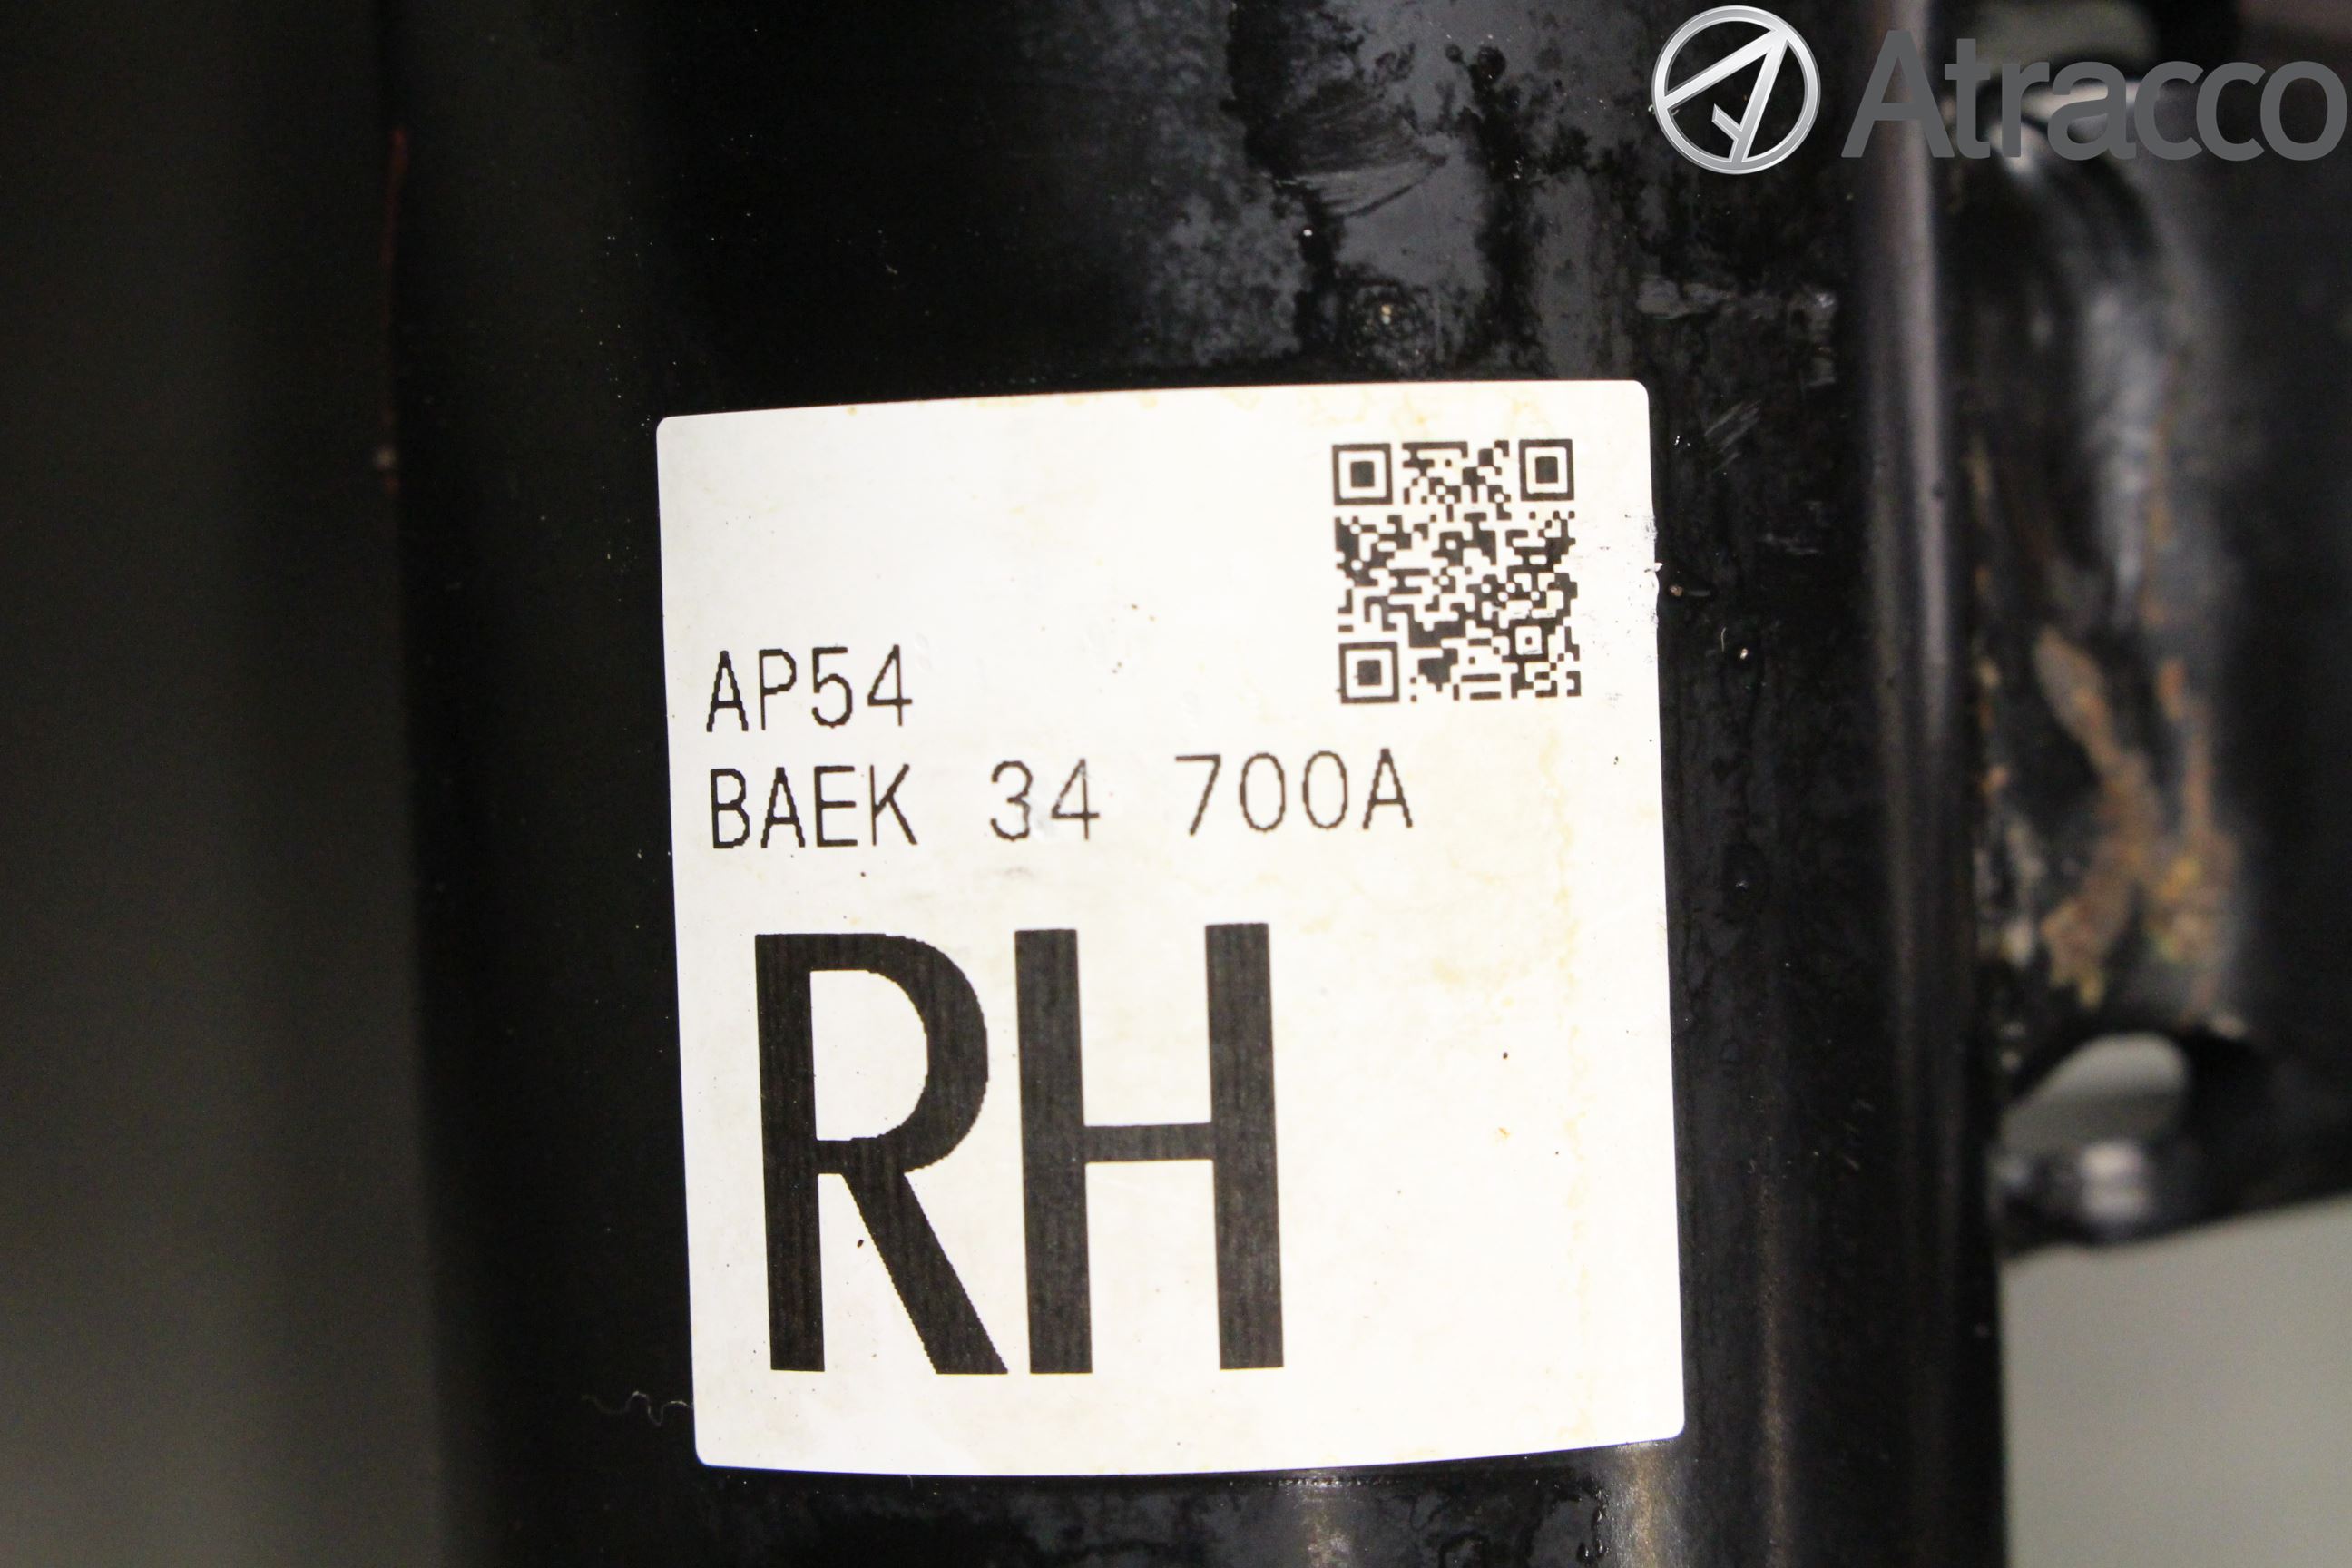 Atracco
AP54
BAEK 34 700A
RH